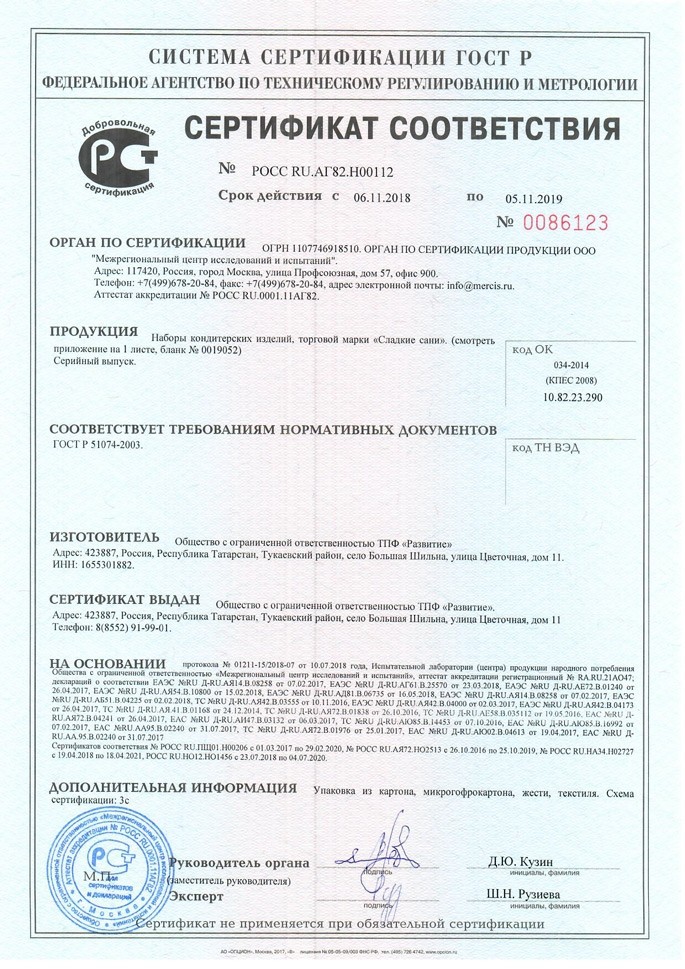 СИСТЕМА СЕРТИФИКАЦИИ ГОСТ Р
ФЕДЕРАЛЬНОЕ АГЕНТСТВО ПО ТЕХНИЧЕСКОМУ РЕГУЛИРОВАНИЮ И МЕТРОЛОГИИ
Добровольная
сертификация
СЕРТИФИКАТ СООТВЕТСТВИЯ
№ РОСС RU.АГ82.Н00112
Срок действия с 06.11.2018 по 05.11.2019
№ 0086123
ОРГАН ПО СЕРТИФИКАЦИИ ОГРН 1107746918510. ОРГАН ПО СЕРТИФИКАЦИИ ПРОДУКЦИИ ООО
"Межрегиональный центр исследований и испытаний".
Адрес: 117420, Россия, город Москва, улица Профсоюзная, дом 57, офис 900.
Телефон: +7(499)678-20-84, факс: +7(499)678-20-84, адрес электронной почты: info@mercis.ru.
Аттестат аккредитации № РОСС RU.0001.11АГ82.
ПРОДУКЦИЯ Наборы кондитерских изделий, торговой марки «Сладкие сани». (смотреть
приложение на 1 листе, бланк № 0019052)
Серийный выпуск.
код ОК
034-2014
(КПЕС 2008)
10.82.23.290
СООТВЕТСТВУЕТ ТРЕБОВАНИЯМ НОРМАТИВНЫХ ДОКУМЕНТОВ
ГОСТ Р 51074-2003.
код ТН ВЭД
ИЗГОТОВИТЕЛЬ Общество с ограниченной ответственностью ТПФ «Развитие»
Адрес: 423887, Россия, Республика Татарстан, Тукаевский район, село Большая Шильна, улица Цветочная, дом 11.
ИНН: 1655301882.
СЕРТИФИКАТ ВЫДАН Общество с ограниченной ответственностью ТПФ «Развитие».
Адрес: 423887, Россия, Республика Татарстан, Тукаевский район, село Большая Шильна, улица Цветочная, дом 11
Телефон: 8(8552) 91-99-01.
НА ОСНОВАНИИ протокола № 01211-15/2018-07 от 10.07.2018 года, Испытательной лаборатории (центра) продукции народного потребления
Общества с ограниченной ответственностью «Межрегиональный центр исследований и испытаний», аттестат аккредитации регистрационный № RA.RU.21АО47;
деклараций о соответствии ЕАЭС №RU Д-RU.АЯ14.В.08258 от 07.02.2017, ЕАЭС №RU Д-RU.АГ61.В.25570 от 23.03.2018, ЕАЭС №RU Д-RU.АЕ72.В.01240 от
26.04.2017, ЕАЭС №RU Д-RU.АЯ54.В.10800 от 15.02.2018, ЕАЭС №RU Д-RU.АД81.В.06735 от 16.05.2018, ЕАЭС №RU Д-RU.АЯ14.В.08258 от 07.02.2017, ЕАЭС
№RU Д-RU.АБ51.В.04225 от 02.02.2018, ТС №RU Д-RU.АЯ42.В.03555 от 10.11.2016, ЕАЭС №RU Д-RU.АЯ42.В.04000 от 02.03.2017, ЕАЭС №RU Д-RU.АЯ42.В.04173
от 26.04.2017, ТС №RU Д-RU.АЯ.41.В.01168 от 24.12.2014, ТС №RU Д-RU.АЯ72.В.01838 от 26.10.2016, ТС №RU Д-RU.АЕ58.В.035112 от 19.05.2016, ЕАС №RU Д-
RU.АЯ72.В.04241 от 26.04.2017, ЕАС №RU Д-RU.АИ47.В.03132 от 06.03.2017, ТС №RU Д-RU.АЮ85.В.14453 от 07.10.2016, ЕАС №RU Д-RU.АЮ65.В.16992 от
07.02.2017, ЕАС №RU Д-RU.АА95.В.02240 от 31.07.2017, ТС №RU Д-RU.АЯ72.В.01976 от 25.01.2017, ЕАС №RU Д-RU.АЮ02.В.04613 от 19.04.2017, ЕАС №RU Д-
RU.АА.95.В.02240 от 31.07.2017
Сертификатов соответствия № РОСС RU.ПЩ01.Н00206 с 01.03.2017 по 29.02.2020, № РОСС RU.АЯ72.НО2513 с 26.10.2016 по 25.10.2019, № РОСС RU.НА34.Н02727
с 19.04.2018 по 18.04.2021, РОСС RU.НО12.НО1456 с 23.07.2018 по 04.07.2020.
ДОПОЛНИТЕЛЬНАЯ ИНФОРМАЦИЯ Упаковка из картона, микрогофрокартона, жести, текстиля. Схема
сертификации: 3с
М.П.
Для
сертификатов
и деклараций
г. Москва
Руководитель органа
(заместитель руководителя)
подпись
Д.Ю. Кузин
инициалы, фамилия
Эксперт
подпись
Ш.Н. Рузиева
инициалы, фамилия
Сертификат не применяется при обязательной сертификации
АО «ОПЦИОН», Москва, 2017, «В» лицензия № 05-05-09/003 ФНС РФ, тел. (495) 726 4742, www.opcion.ru